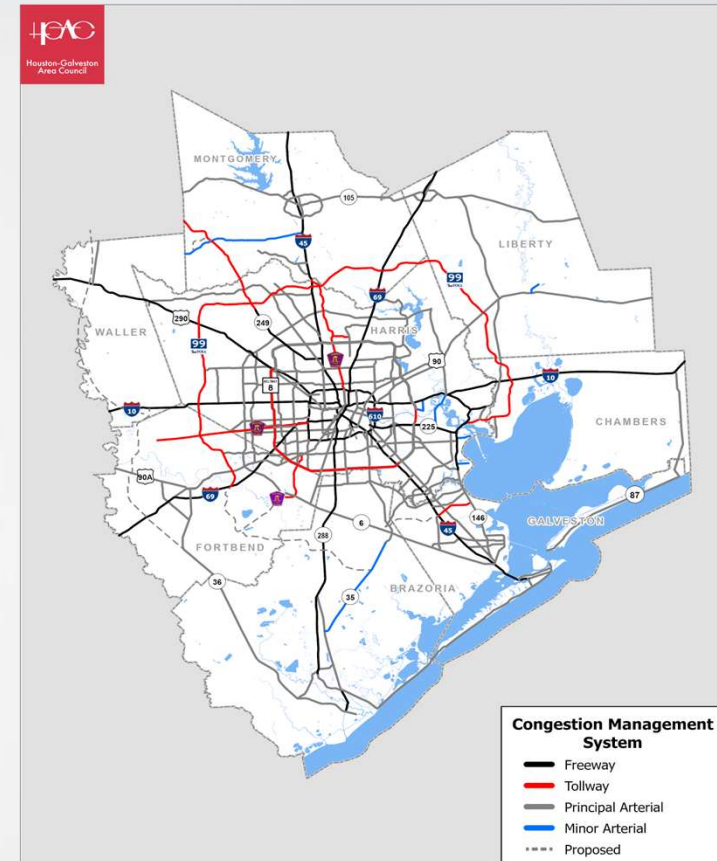 HGAC
Houston-Galveston
Area Council
MONTGOMERY
105
45
LIBERTY
99
69
290
249
WALLER
HARRIS
99
90
8
10
10
610
CHAMBERS
225
90A
69
87
146
GALVESTON
6
45
FORTBEND
288
36
35
BRAZORIA
Congestion Management
System
Freeway
Tollway
Principal Arterial
Minor Arterial
Proposed